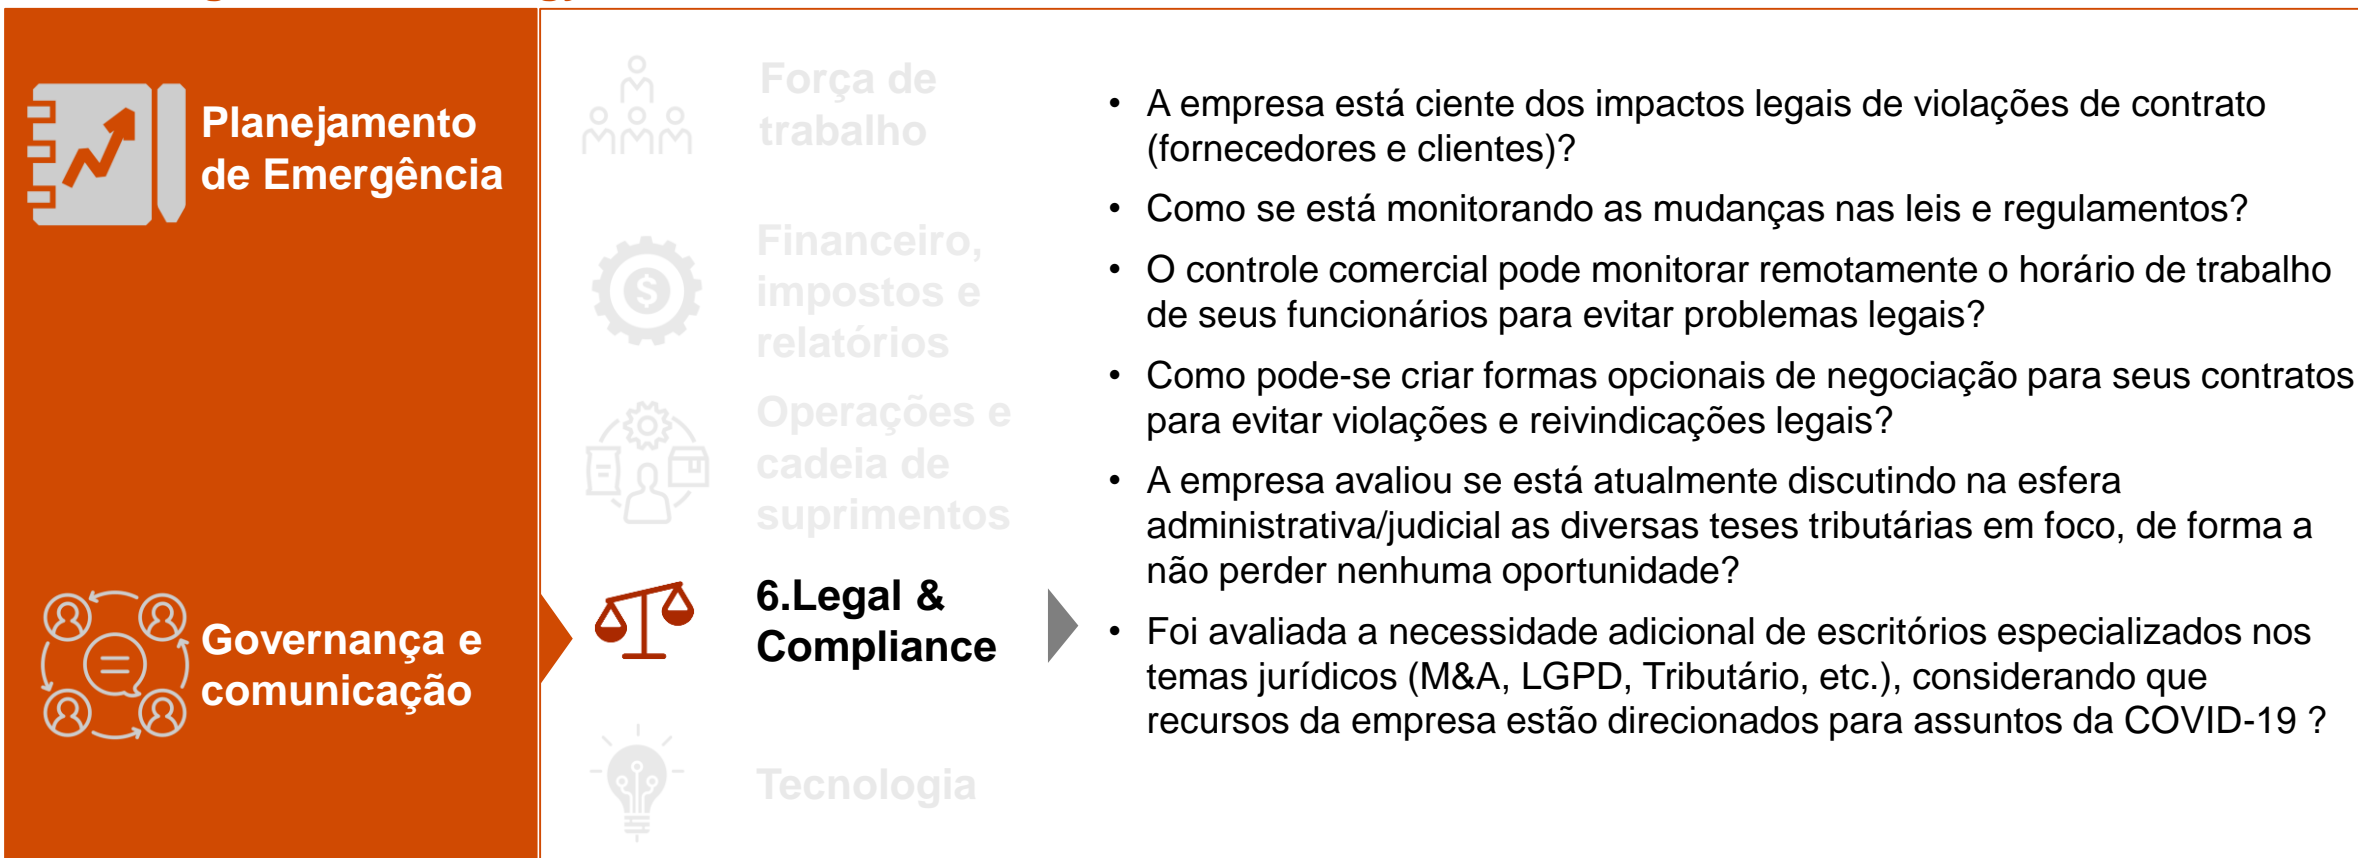 Planejamento
de Emergência
Governança e
comunicação
Força de
trabalho
Financeiro,
impostos e
relatórios
Operações e
cadeia de
suprimentos
6.Legal &
Compliance
Tecnologia
• A empresa está ciente dos impactos legais de violações de contrato
(fornecedores e clientes)?
• Como se está monitorando as mudanças nas leis e regulamentos?
• O controle comercial pode monitorar remotamente o horário de trabalho
de seus funcionários para evitar problemas legais?
• Como pode-se criar formas opcionais de negociação para seus contratos
para evitar violações e reivindicações legais?
• A empresa avaliou se está atualmente discutindo na esfera
administrativa/judicial as diversas teses tributárias em foco, de forma a
não perder nenhuma oportunidade?
• Foi avaliada a necessidade adicional de escritórios especializados nos
temas jurídicos (M&A, LGPD, Tributário, etc.), considerando que
recursos da empresa estão direcionados para assuntos da COVID-19 ?